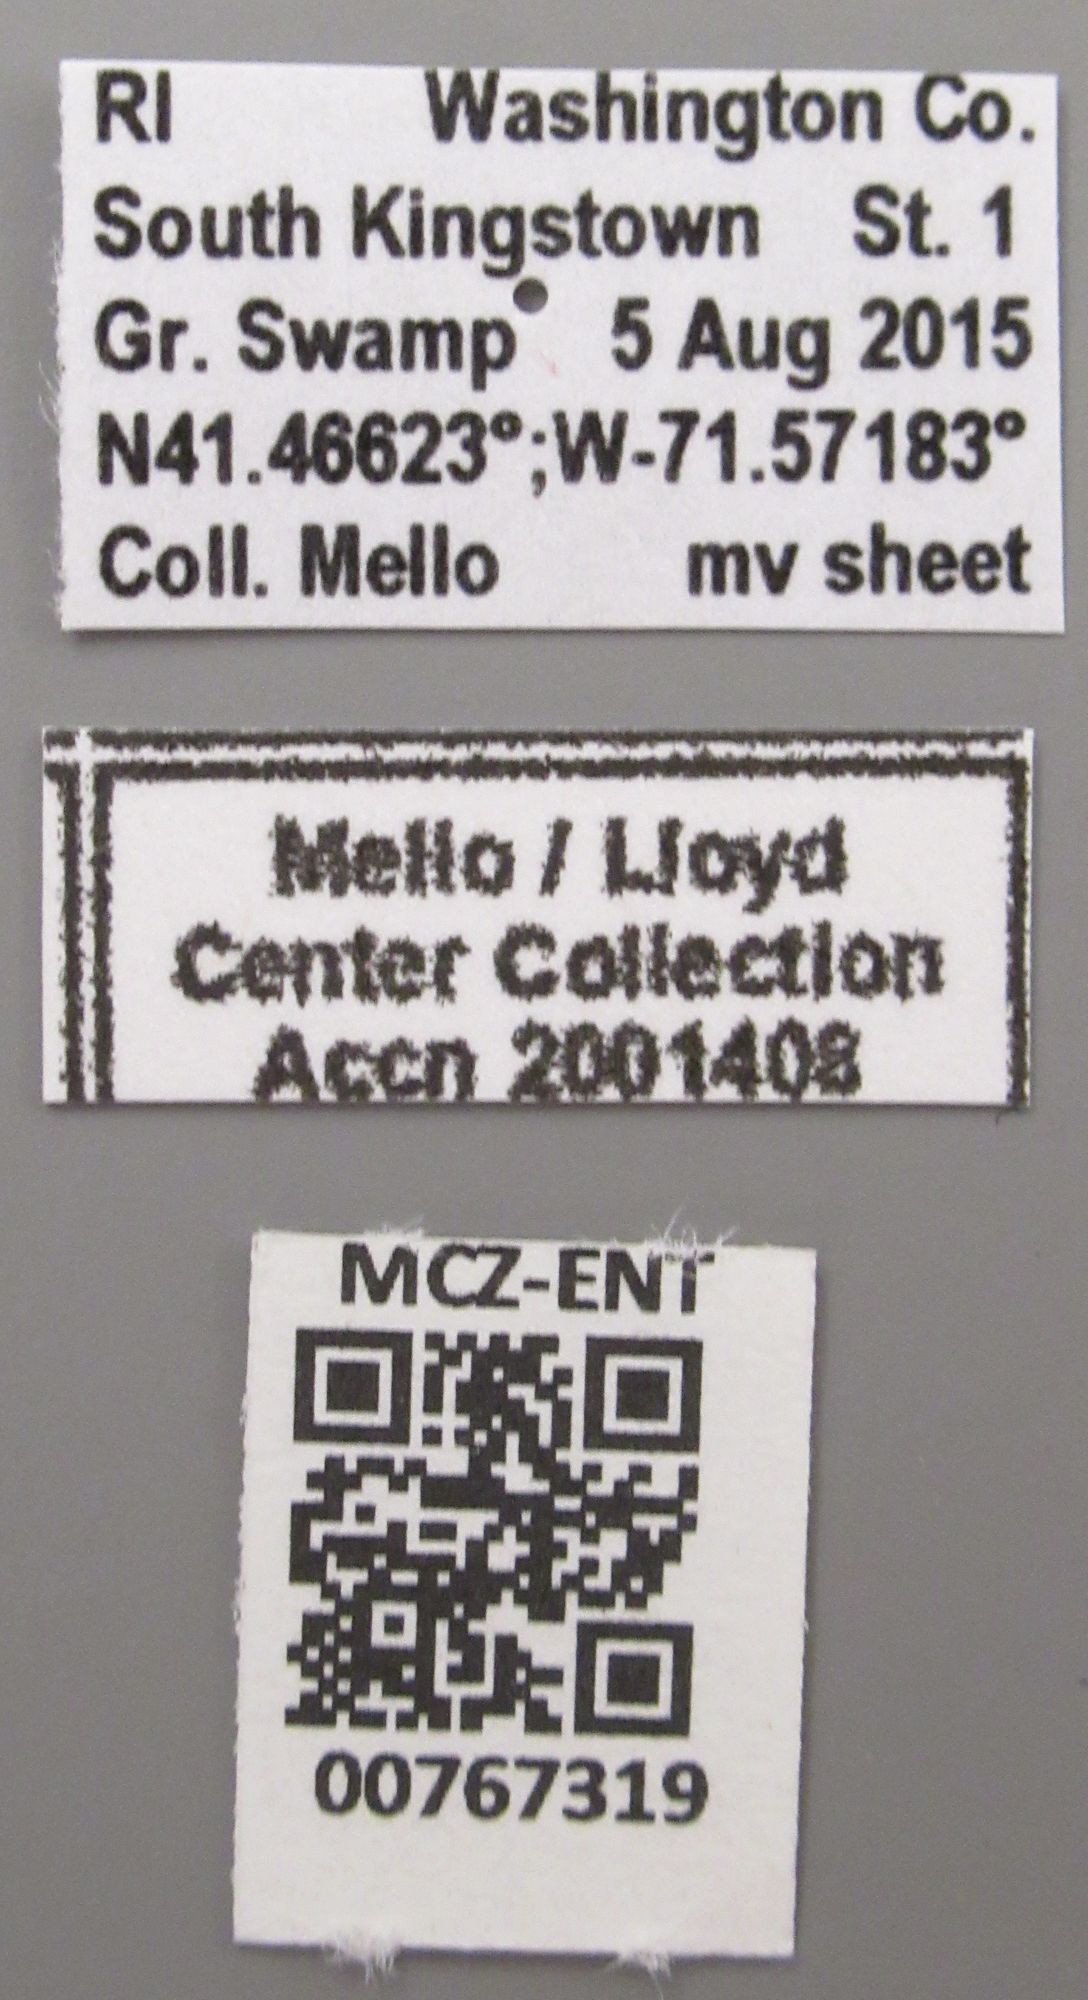 RI Washington Co.
South Kingstown St. 1
Gr. Swamp 5 Aug 2015
N41.46623°;W-71.57183°
Coll. Mello mv sheet
Mello / Lloyd
Center Collection
Accn 2001408
MCZ-ENT
00767319